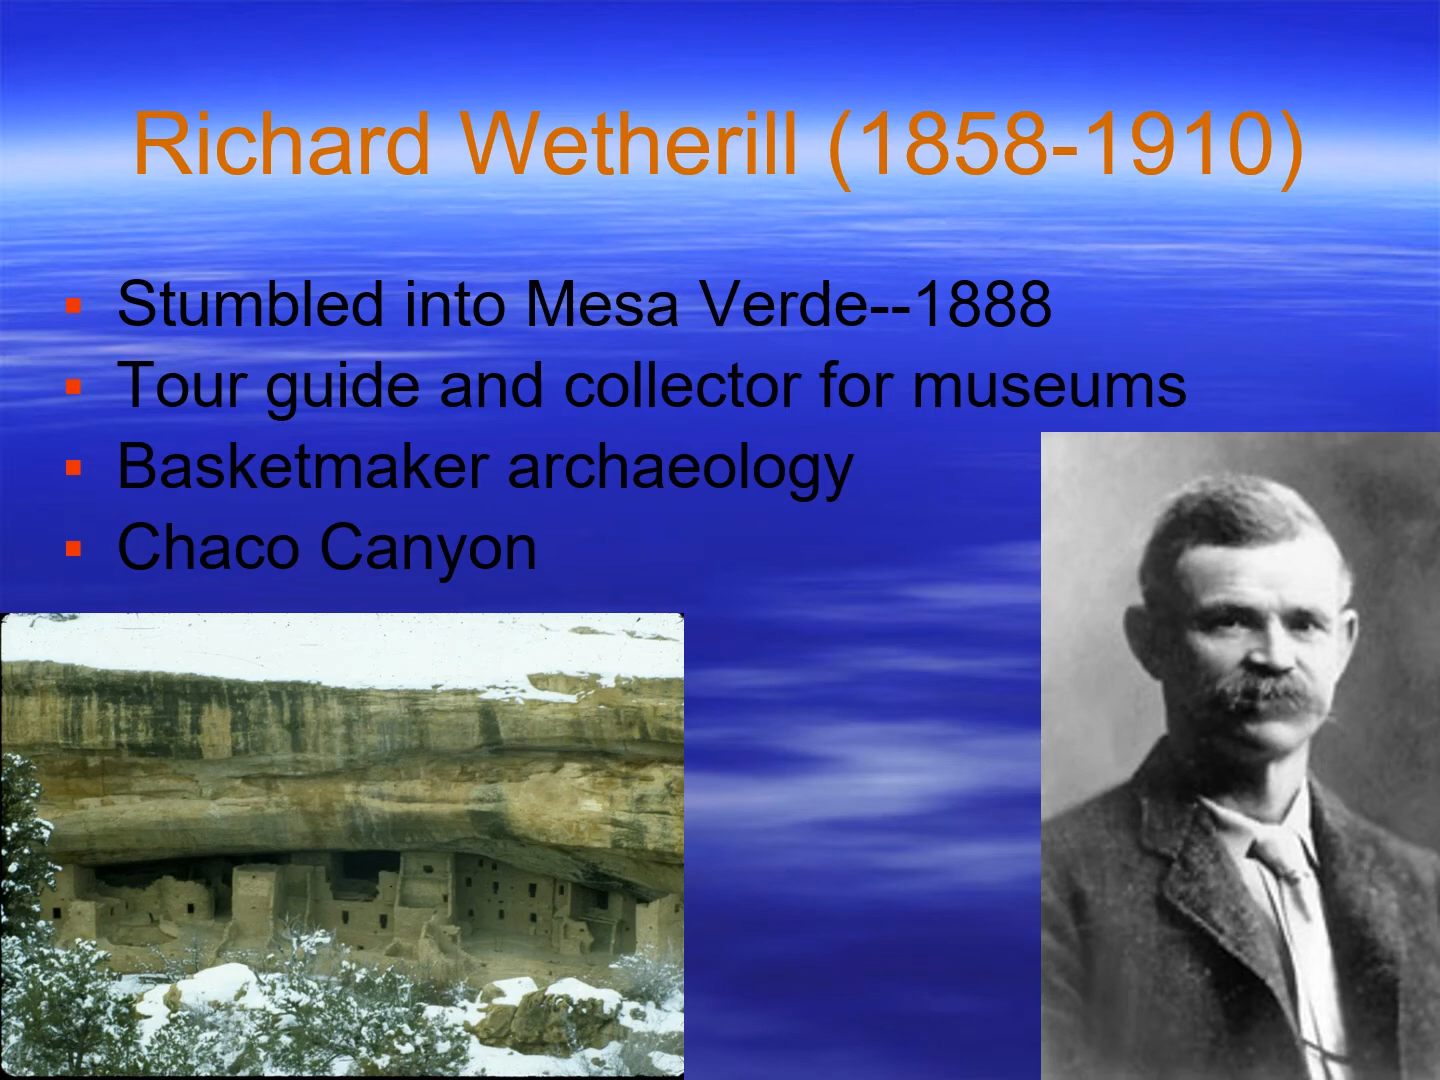 Richard Wetherill (1858-1910)
▪ Stumbled into Mesa Verde--1888
▪ Tour guide and collector for museums
▪ Basketmaker archaeology
▪ Chaco Canyon